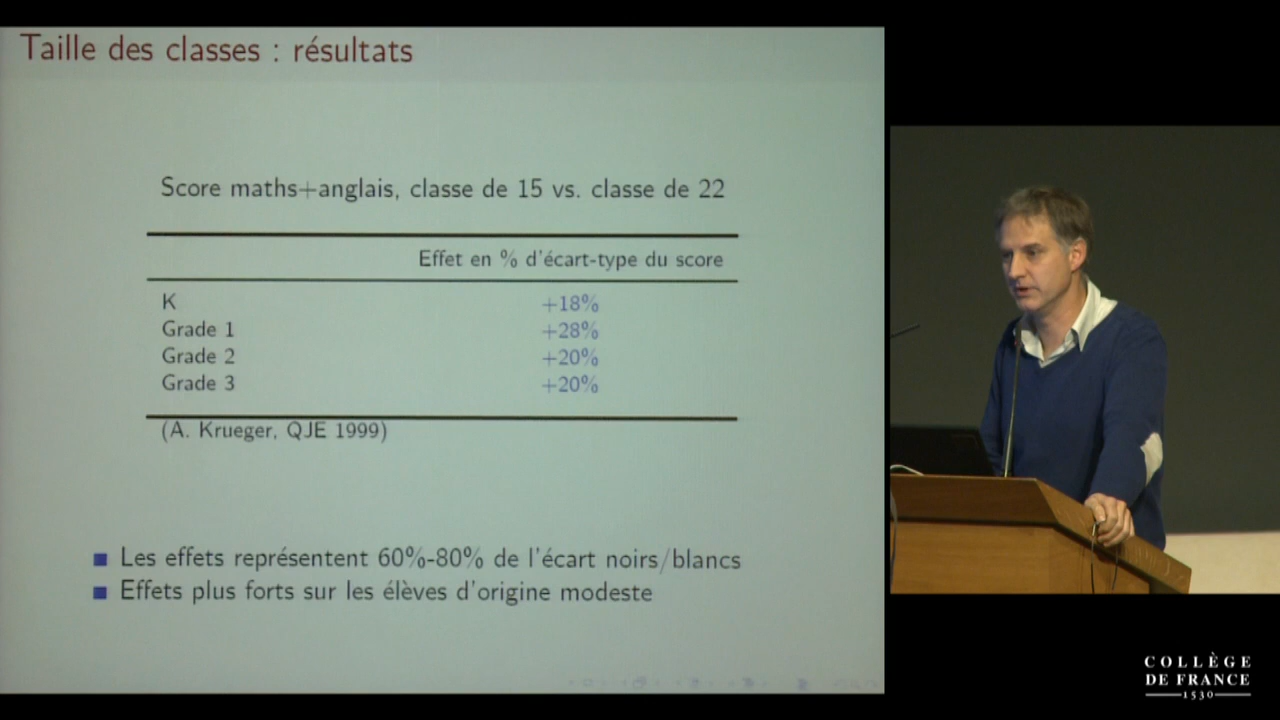 Taille des classes : résultats
Score maths+anglais, classe de 15 vs. classe de 22
Effet en % d'écart-type du score
K +18%
Grade 1 +28%
Grade 2 +20%
Grade 3 +20%
(A. Krueger, QJE 1999)
Les effets représentent 60%-80% de l'écart noirs/blancs
Effets plus forts sur les élèves d'origine modeste
COLLÈGE
DE FRANCE
1530